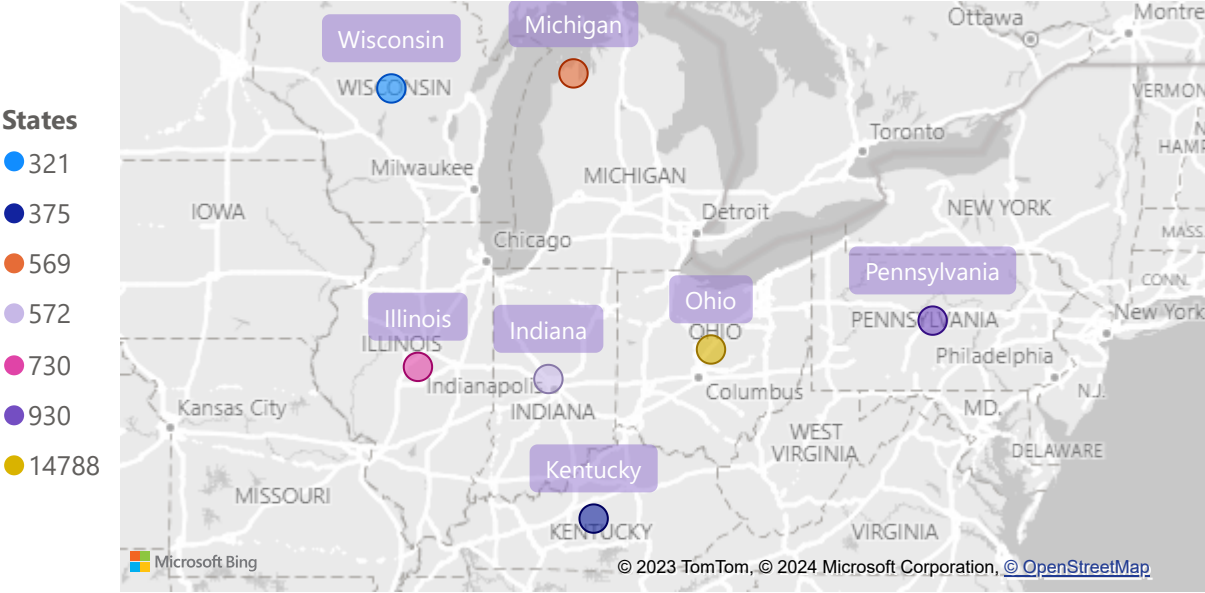 States
321
375
569
572
730
930
14788
Wisconsin
Michigan
Ottawa
Montre
WISCONSIN
VERMON
Toronto
N
HAMP
Milwaukee
MICHIGAN
IOWA
Detroit
NEW YORK
MASS.
Chicago
Pennsylvania
CONN.
Illinois
Indiana
Ohio
New York
ILLINOIS
OHIO
PENNSYLVANIA
Philadelphia
Indianapolis
Columbus
N.J.
Kansas City
INDIANA
MD.
WEST
VIRGINIA
DELAWARE
Kentucky
MISSOURI
KENTUCKY
VIRGINIA
Microsoft Bing
© 2023 TomTom, © 2024 Microsoft Corporation, © OpenStreetMap